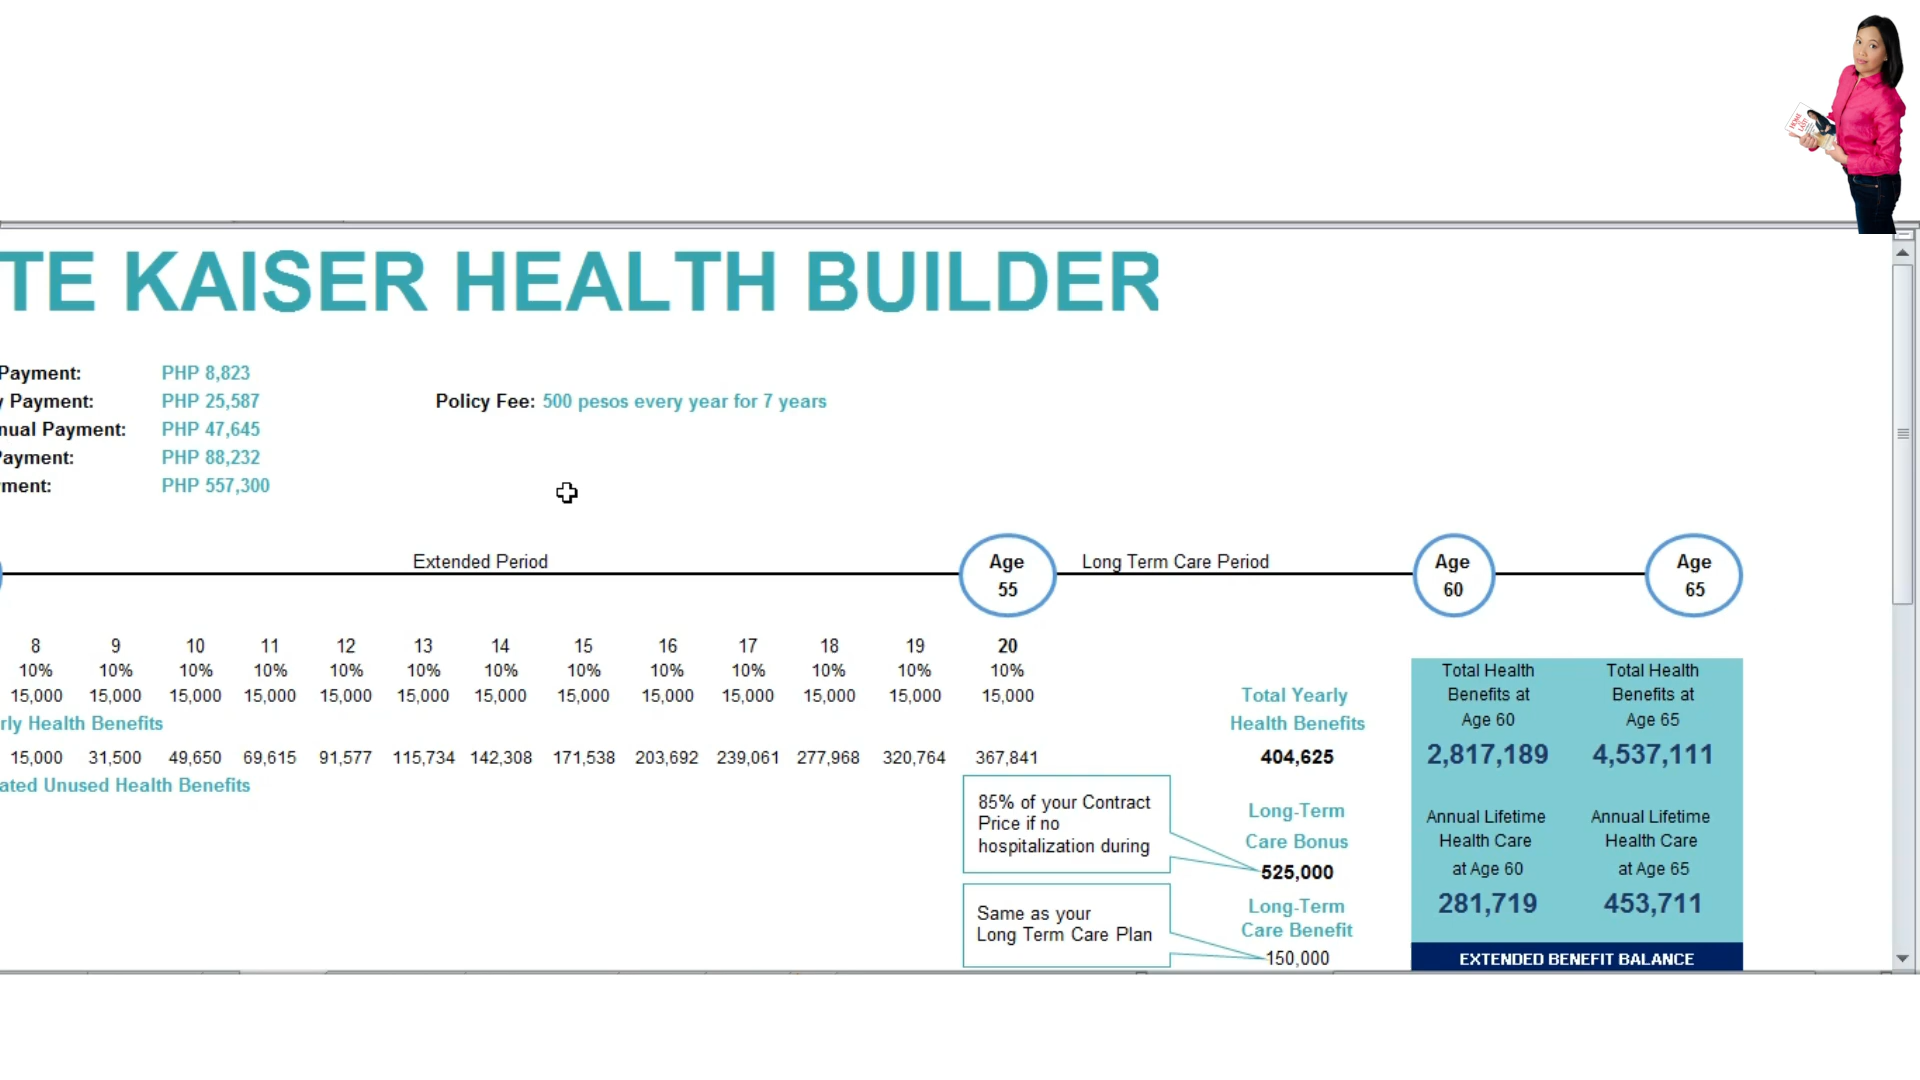 TE KAISER HEALTH BUILDER
Payment: PHP 8,823
y Payment: PHP 25,587 Policy Fee: 500 pesos every year for 7 years
nual Payment: PHP 47,645
Payment: PHP 88,232
ment: PHP 557,300
Extended Period
Age 55
Long Term Care Period
Age 60
Age 65
8 9 10 11 12 13 14 15 16 17 18 19 20
10% 10% 10% 10% 10% 10% 10% 10% 10% 10% 10% 10% 10%
15,000 15,000 15,000 15,000 15,000 15,000 15,000 15,000 15,000 15,000 15,000 15,000 15,000
rly Health Benefits
15,000 31,500 49,650 69,615 91,577 115,734 142,308 171,538 203,692 239,061 277,968 320,764 367,841
ated Unused Health Benefits
85% of your Contract
Price if no
hospitalization during
Same as your
Long Term Care Plan
Total Yearly
Health Benefits
404,625
Long-Term
Care Bonus
525,000
Long-Term
Care Benefit
150,000
Total Health
Benefits at
Age 60
2,817,189
Annual Lifetime
Health Care
at Age 60
281,719
Total Health
Benefits at
Age 65
4,537,111
Annual Lifetime
Health Care
at Age 65
453,711
EXTENDED BENEFIT BALANCE